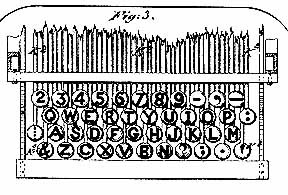 Fig. 3.
2 3 4 5 6 7 8 9 - , —
Q W E R T Y U I O P :
A S D F G H J K L M
& Z C X V B N ? ; .